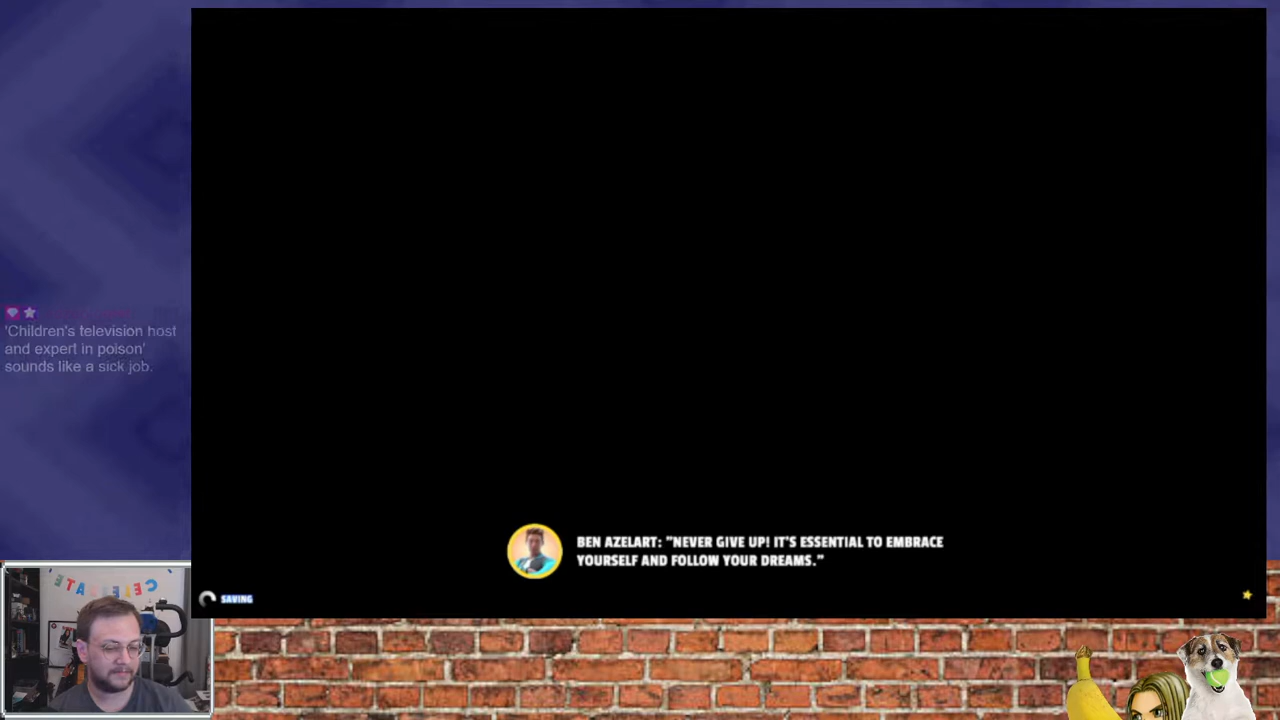 'Children's television host
and expert in poison'
sounds like a sick job.
BEN AZELART: "NEVER GIVE UP! IT'S ESSENTIAL TO EMBRACE
YOURSELF AND FOLLOW YOUR DREAMS."
SAVING
CELEBRATE